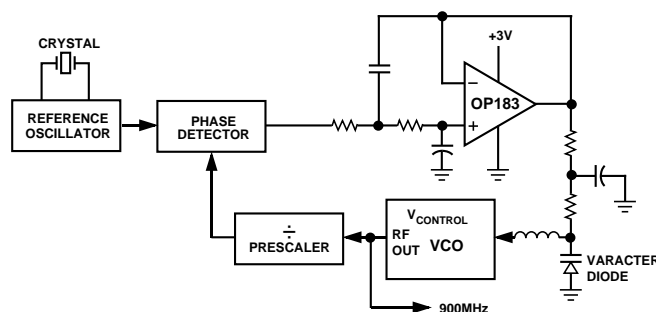 CRYSTAL
+3V
OP183
REFERENCE
OSCILLATOR
PHASE
DETECTOR
VCONTROL
RF
OUT
VCO
÷
PRESCALER
VARACTER
DIODE
900MHz